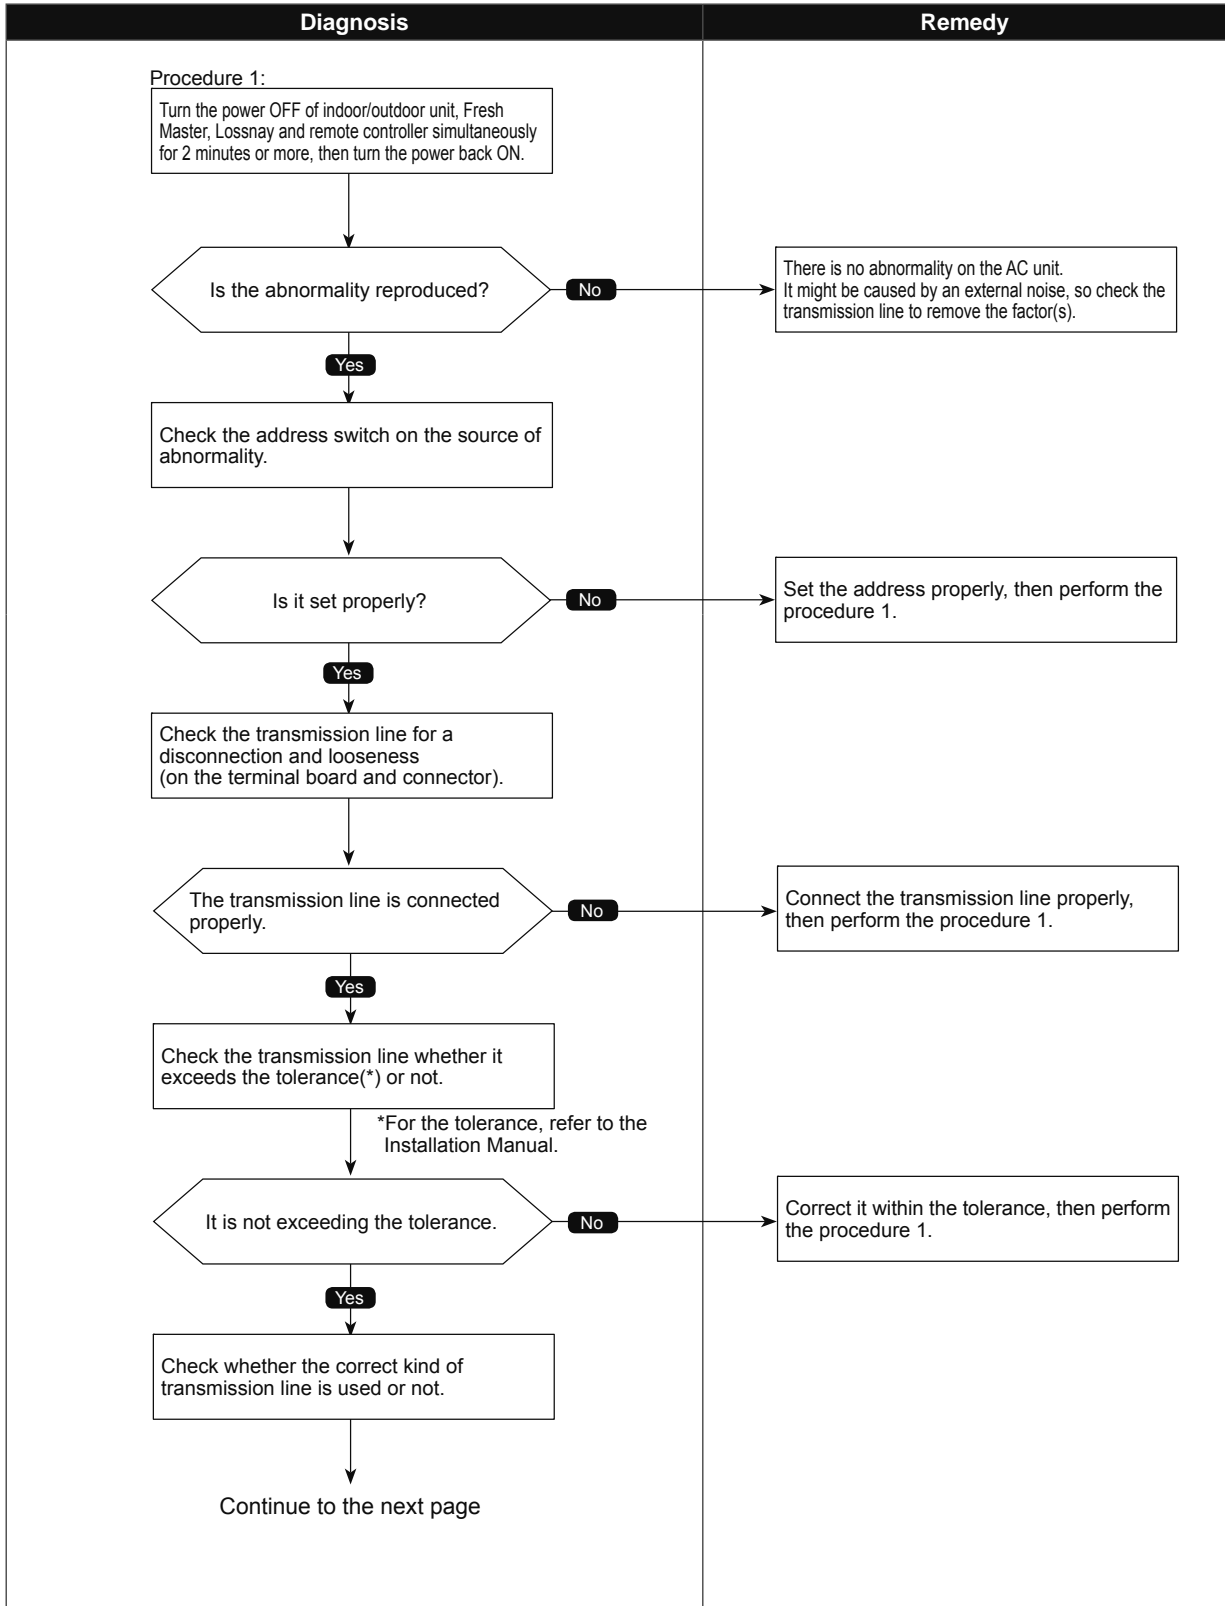 Diagnosis
Remedy
Procedure 1:
Turn the power OFF of indoor/outdoor unit, Fresh
Master, Lossnay and remote controller simultaneously
for 2 minutes or more, then turn the power back ON.
Is the abnormality reproduced?
No
There is no abnormality on the AC unit.
It might be caused by an external noise, so check the
transmission line to remove the factor(s).
Yes
Check the address switch on the source of
abnormality.
Is it set properly?
No
Set the address properly, then perform the
procedure 1.
Yes
Check the transmission line for a
disconnection and looseness
(on the terminal board and connector).
The transmission line is connected
properly.
No
Connect the transmission line properly,
then perform the procedure 1.
Yes
Check the transmission line whether it
exceeds the tolerance(*) or not.
*For the tolerance, refer to the
Installation Manual.
It is not exceeding the tolerance.
No
Correct it within the tolerance, then perform
the procedure 1.
Yes
Check whether the correct kind of
transmission line is used or not.
Continue to the next page